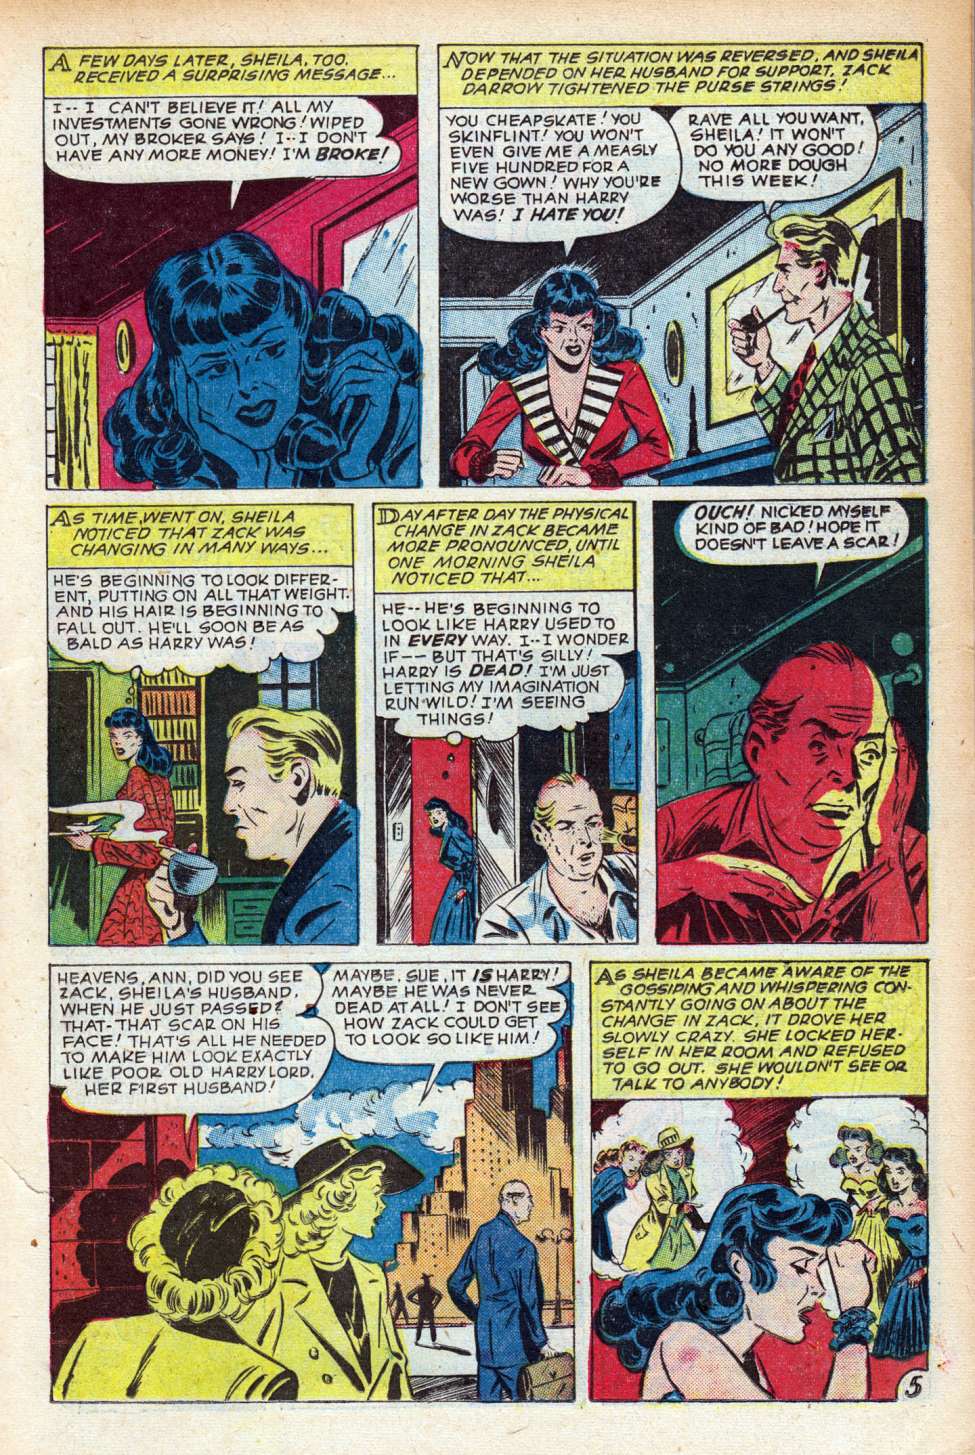 A FEW DAYS LATER, SHEILA, TOO,
RECEIVED A SURPRISING MESSAGE...
I--I CAN'T BELIEVE IT! ALL MY
INVESTMENTS GONE WRONG! WIPED
OUT, MY BROKER SAYS! I--I DON'T
HAVE ANY MORE MONEY! I'M BROKE!
NOW THAT THE SITUATION WAS REVERSED, AND SHEILA
DEPENDED ON HER HUSBAND FOR SUPPORT, ZACK
DARROW TIGHTENED THE PURSE STRINGS!
YOU CHEAPSKATE! YOU
SKINFLINT! YOU WON'T
EVEN GIVE ME A MEASLY
FIVE HUNDRED FOR A
NEW GOWN! WHY YOU'RE
WORSE THAN HARRY
WAS! I HATE YOU!
RAVE ALL YOU WANT,
SHEILA! IT WON'T
DO YOU ANY GOOD!
NO MORE DOUGH
THIS WEEK!
AS TIME WENT ON, SHEILA
NOTICED THAT ZACK WAS
CHANGING IN MANY WAYS...
HE'S BEGINNING TO LOOK DIFFER-
ENT, PUTTING ON ALL THAT WEIGHT.
AND HIS HAIR IS BEGINNING TO
FALL OUT. HE'LL SOON BE AS
BALD AS HARRY WAS!
DAY AFTER DAY THE PHYSICAL
CHANGE IN ZACK BECAME
MORE PRONOUNCED, UNTIL
ONE MORNING SHEILA
NOTICED THAT...
HE--HE'S BEGINNING TO
LOOK LIKE HARRY USED TO
IN EVERY WAY. I--I WONDER
IF-- BUT THAT'S SILLY!
HARRY IS DEAD! I'M JUST
LETTING MY IMAGINATION
RUN WILD! I'M SEEING
THINGS!
OUCH! NICKED MYSELF
KIND OF BAD! HOPE IT
DOESN'T LEAVE A SCAR!
HEAVENS, ANN, DID YOU SEE
ZACK, SHEILA'S HUSBAND,
WHEN HE JUST PASSED?
THAT-THAT SCAR ON HIS
FACE! THAT'S ALL HE NEEDED
TO MAKE HIM LOOK EXACTLY
LIKE POOR OLD HARRY LORD,
HER FIRST HUSBAND!
MAYBE, SUE, IT IS HARRY!
MAYBE HE WAS NEVER
DEAD AT ALL! I DON'T SEE
HOW ZACK COULD GET
TO LOOK SO LIKE HIM!
AS SHEILA BECAME AWARE OF THE
GOSSIPING AND WHISPERING CON-
STANTLY GOING ON ABOUT THE
CHANGE IN ZACK, IT DROVE HER
SLOWLY CRAZY. SHE LOCKED HER-
SELF IN HER ROOM AND REFUSED
TO GO OUT. SHE WOULDN'T SEE OR
TALK TO ANYBODY!
5